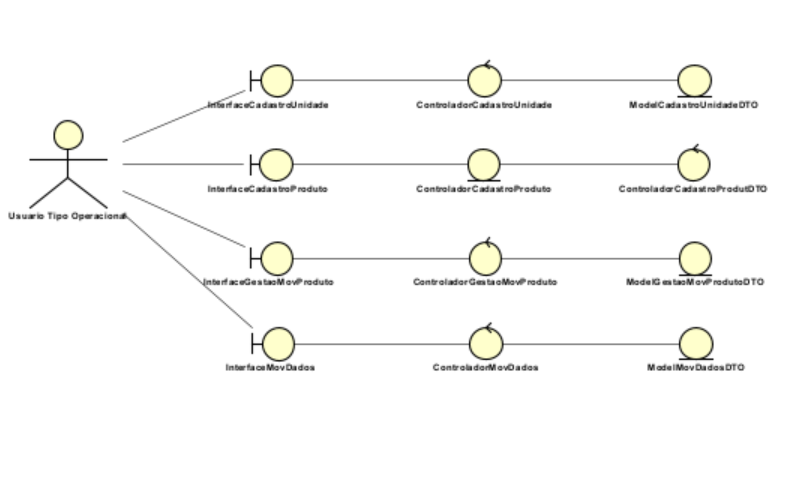 InterfaceCadastroUnidade
ControladorCadastroUnidade
ModelCadastroUnidadeDTO
InterfaceCadastroProduto
ControladorCadastroProduto
ControladorCadastroProdutDTO
Usuario Tipo Operacional
InterfaceGestaoMovProduto
ControladorGestaoMovProduto
ModelGestaoMovProdutoDTO
InterfaceMovDados
ControladorMovDados
ModelMovDadosDTO